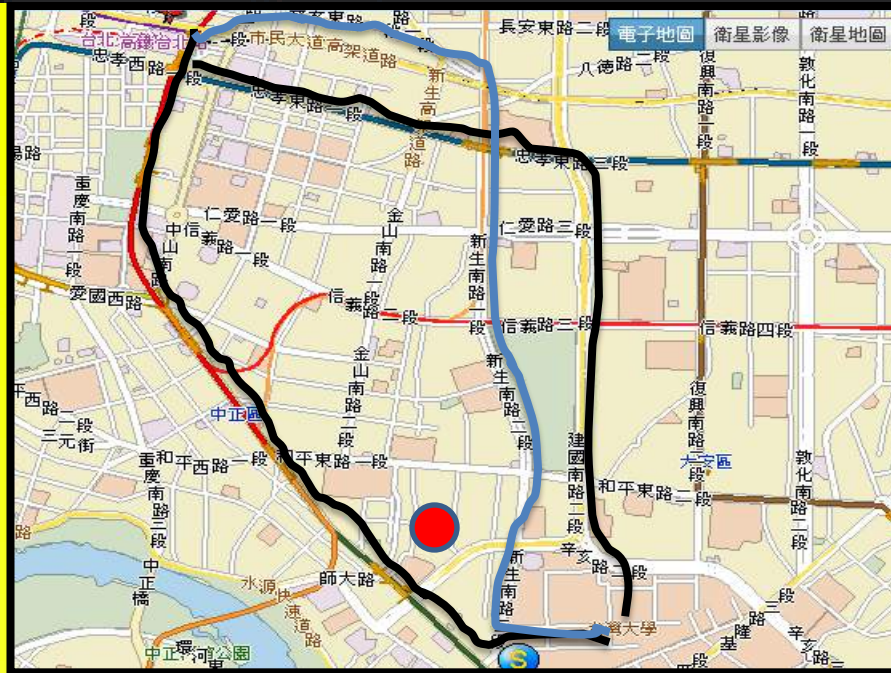 電子地圖
衛星影像
衛星地圖
長安東路二段
市民大道高架道路
忠孝西路
八德路二段
復興南路一段
敦化南路一段
忠孝東路一段
新生高架道路
忠孝東路三段
重慶南路一段
中山南路
仁愛路一段
信義路一段
金山南路一段
仁愛路三段
新生南路一段
愛國西路
信義路二段
信義路三段
信義路四段
金山南路二段
新生南路二段
中正區
平西路二段
三元街
和平西路一段
和平東路一段
重慶南路三段
建國南路二段
復興南路二段
大安區
和平東路二段
敦化南路二段
辛亥路二段
中正橋
水源快速道路
師大路
新生南路三段
台灣大學
基隆路三段
辛亥路三段
中正河濱公園
環河東
S